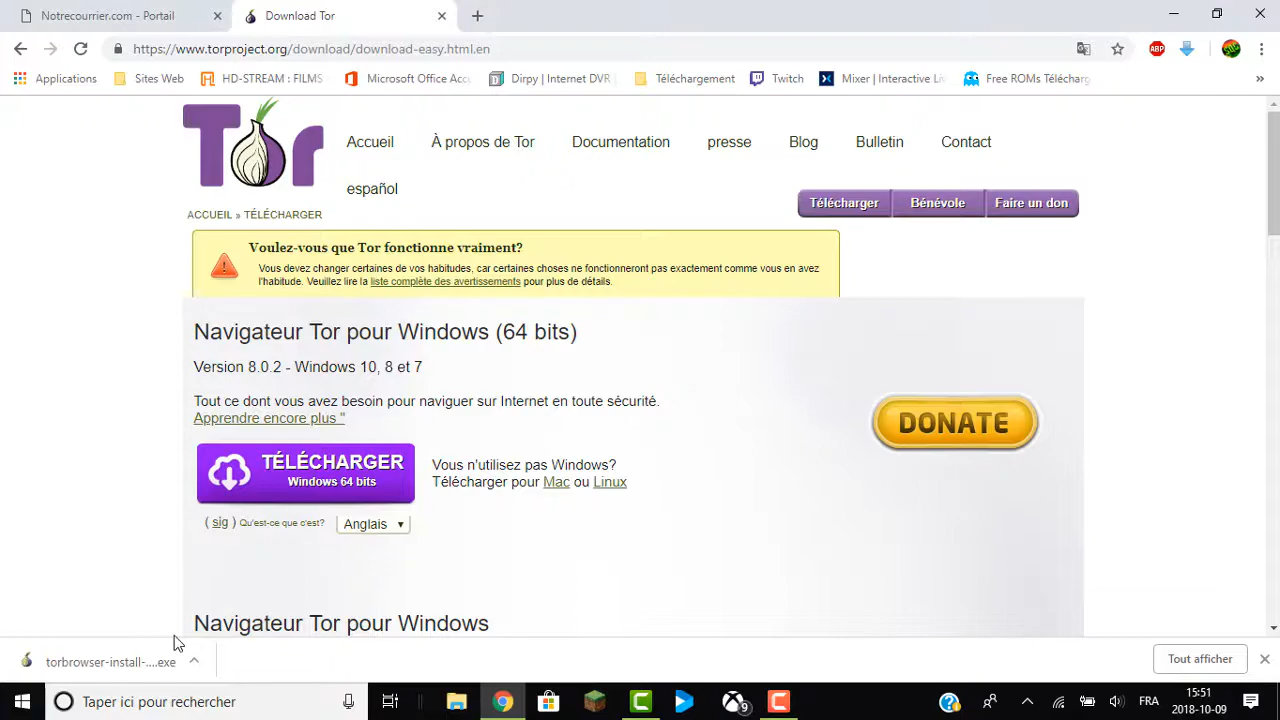 Notrecourrier.com - Portail
Download Tor
https://www.torproject.org/download/download-easy.html.en
Applications
Sites Web
HD-STREAM : FILMS
Microsoft Office Accu
Dirpy | Internet DVR
Téléchargement
Twitch
Mixer | Interactive Liv
Free ROMs Télécharg
»
ABP
Tor
Accueil
À propos de Tor
Documentation
presse
Blog
Bulletin
Contact
español
Télécharger
Bénévole
Faire un don
ACCUEIL » TÉLÉCHARGER
Voulez-vous que Tor fonctionne vraiment?
Vous devez changer certaines de vos habitudes, car certaines choses ne fonctionneront pas exactement comme vous en avez
l'habitude. Veuillez lire la liste complète des avertissements pour plus de détails.
Navigateur Tor pour Windows (64 bits)
Version 8.0.2 - Windows 10, 8 et 7
Tout ce dont vous avez besoin pour naviguer sur Internet en toute sécurité.
Apprendre encore plus "
DONATE
TÉLÉCHARGER
Windows 64 bits
Vous n'utilisez pas Windows?
Télécharger pour Mac ou Linux
( sig ) Qu'est-ce que c'est?
Anglais
Navigateur Tor pour Windows
torbrowser-install-....exe
Tout afficher
Taper ici pour rechercher
9
FRA
15:51
2018-10-09